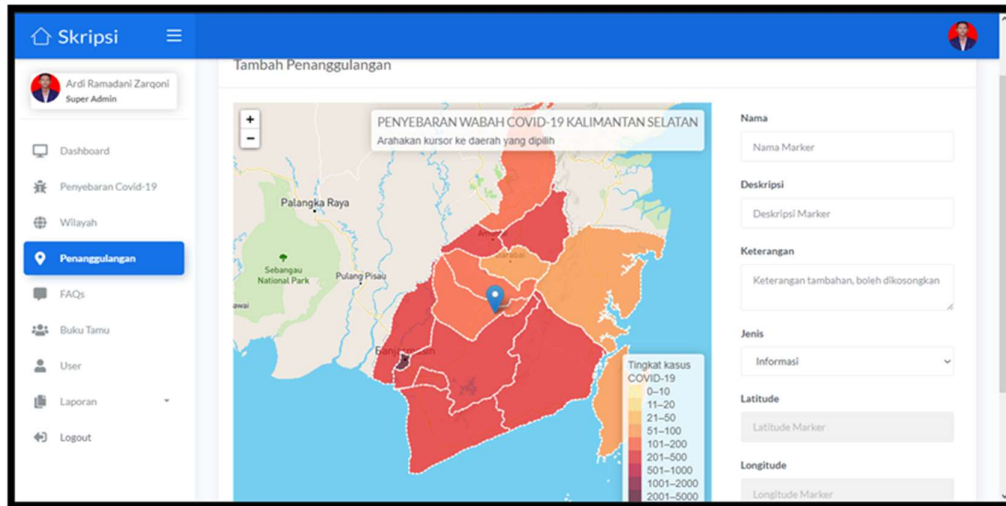 Skripsi
Ardi Ramadani Zarqoni
Super Admin
Dashboard
Penyebaran Covid-19
Wilayah
Penanggulangan
FAQs
Buku Tamu
User
Laporan
Logout
Tambah Penanggulangan
+
−
PENYEBARAN WABAH COVID-19 KALIMANTAN SELATAN
Arahakan kursor ke daerah yang dipilih
Palangka Raya
Sebangau
National Park
Pulang Pisau
Banjarmasin
Tingkat kasus
COVID-19
0–10
11–20
21–50
51–100
101–200
201–500
501–1000
1001–2000
2001–5000
Nama
Nama Marker
Deskripsi
Deskripsi Marker
Keterangan
Keterangan tambahan, boleh dikosongkan
Jenis
Informasi
Latitude
Latitude Marker
Longitude
Longitude Marker